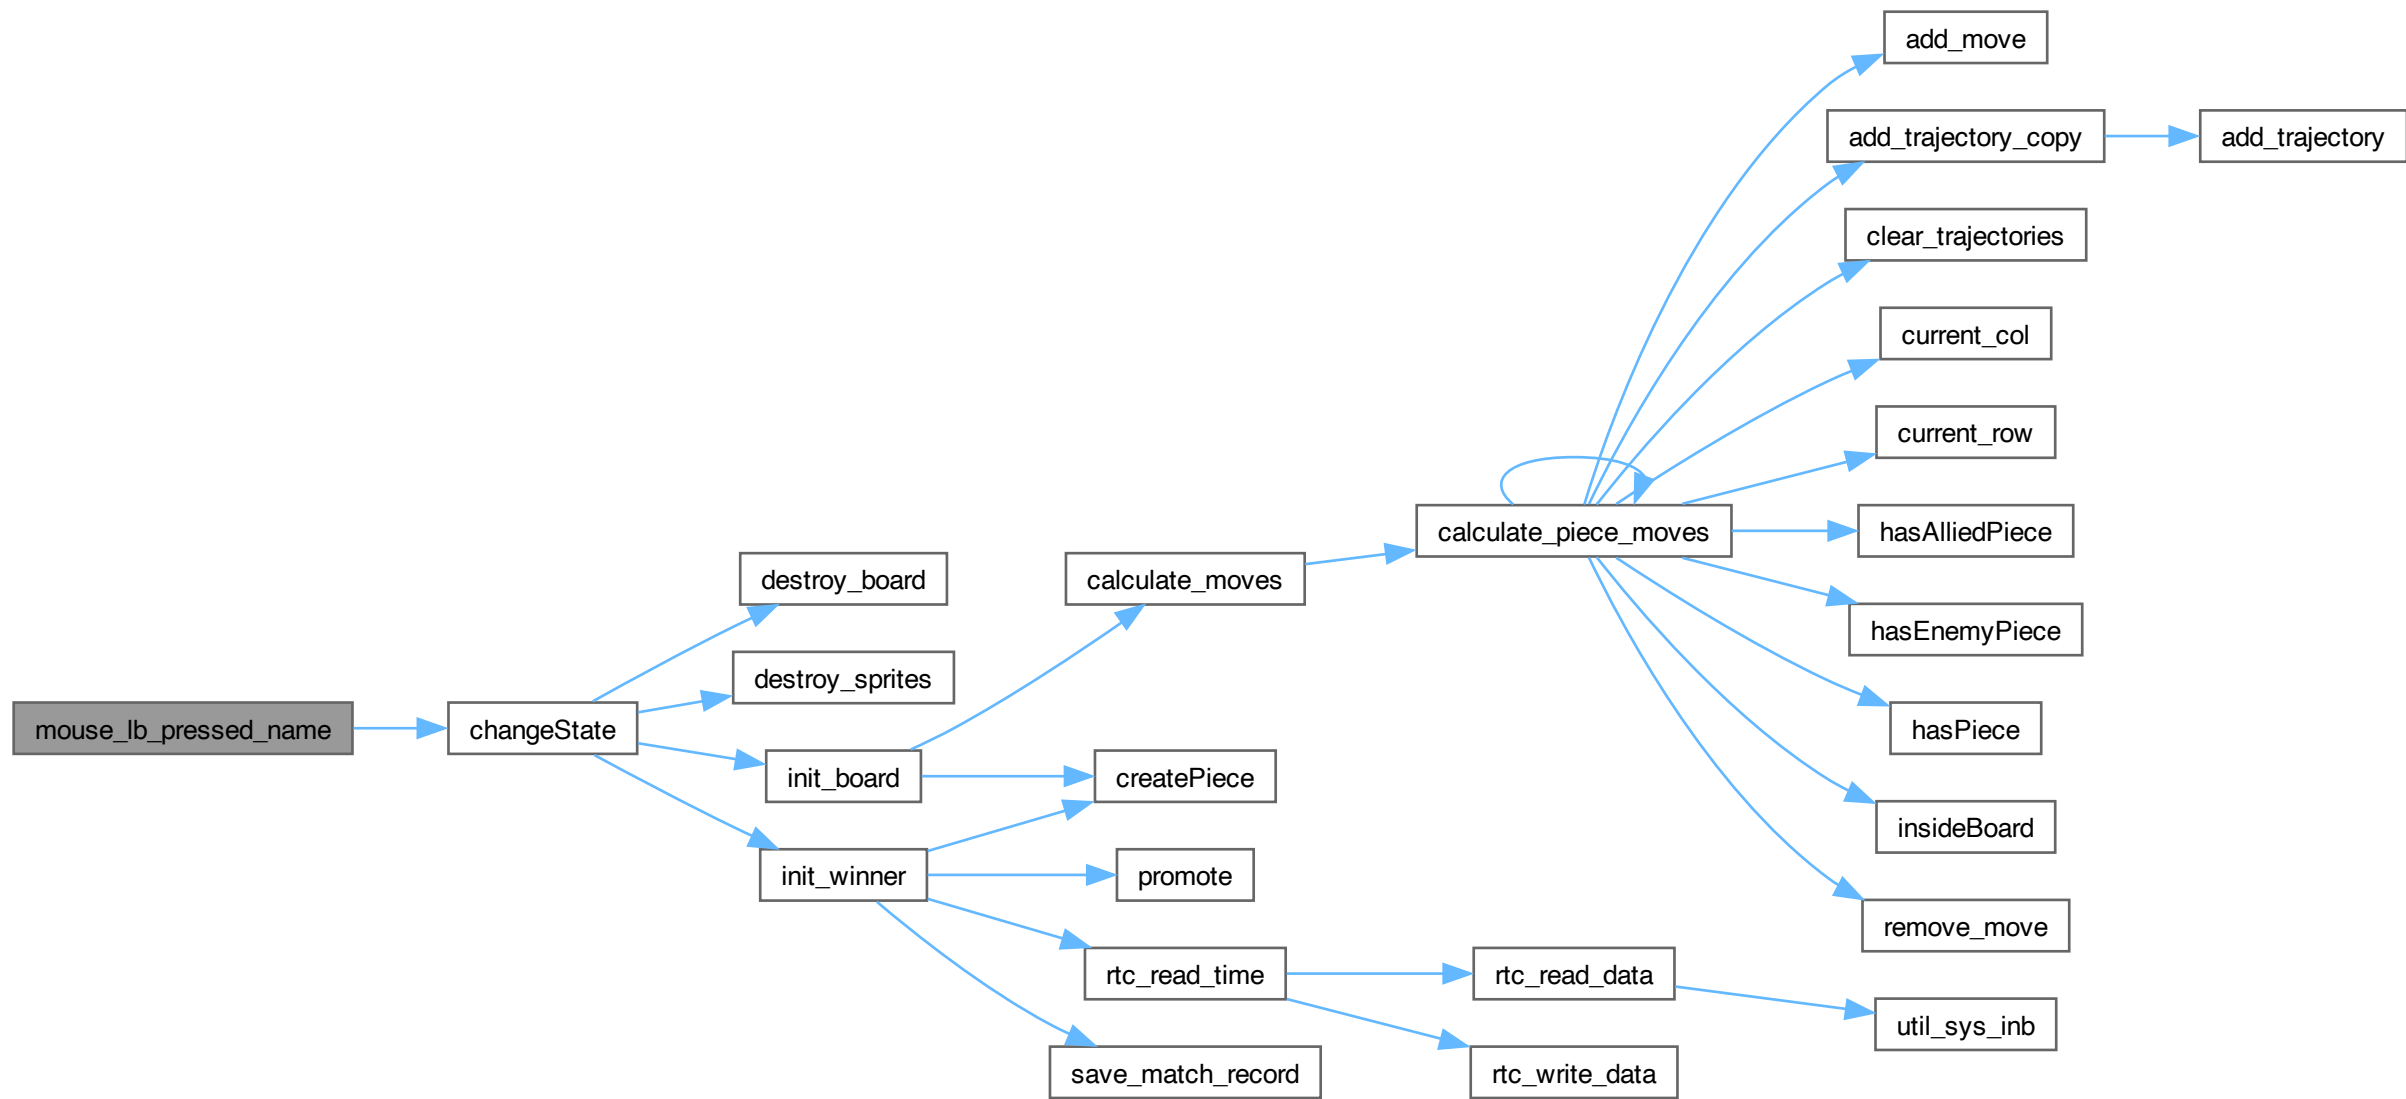 mouse_lb_pressed_name
changeState
destroy_board
destroy_sprites
init_board
init_winner
calculate_moves
createPiece
promote
rtc_read_time
save_match_record
calculate_piece_moves
rtc_read_data
rtc_write_data
add_move
add_trajectory_copy
clear_trajectories
current_col
current_row
hasAlliedPiece
hasEnemyPiece
hasPiece
insideBoard
remove_move
util_sys_inb
add_trajectory